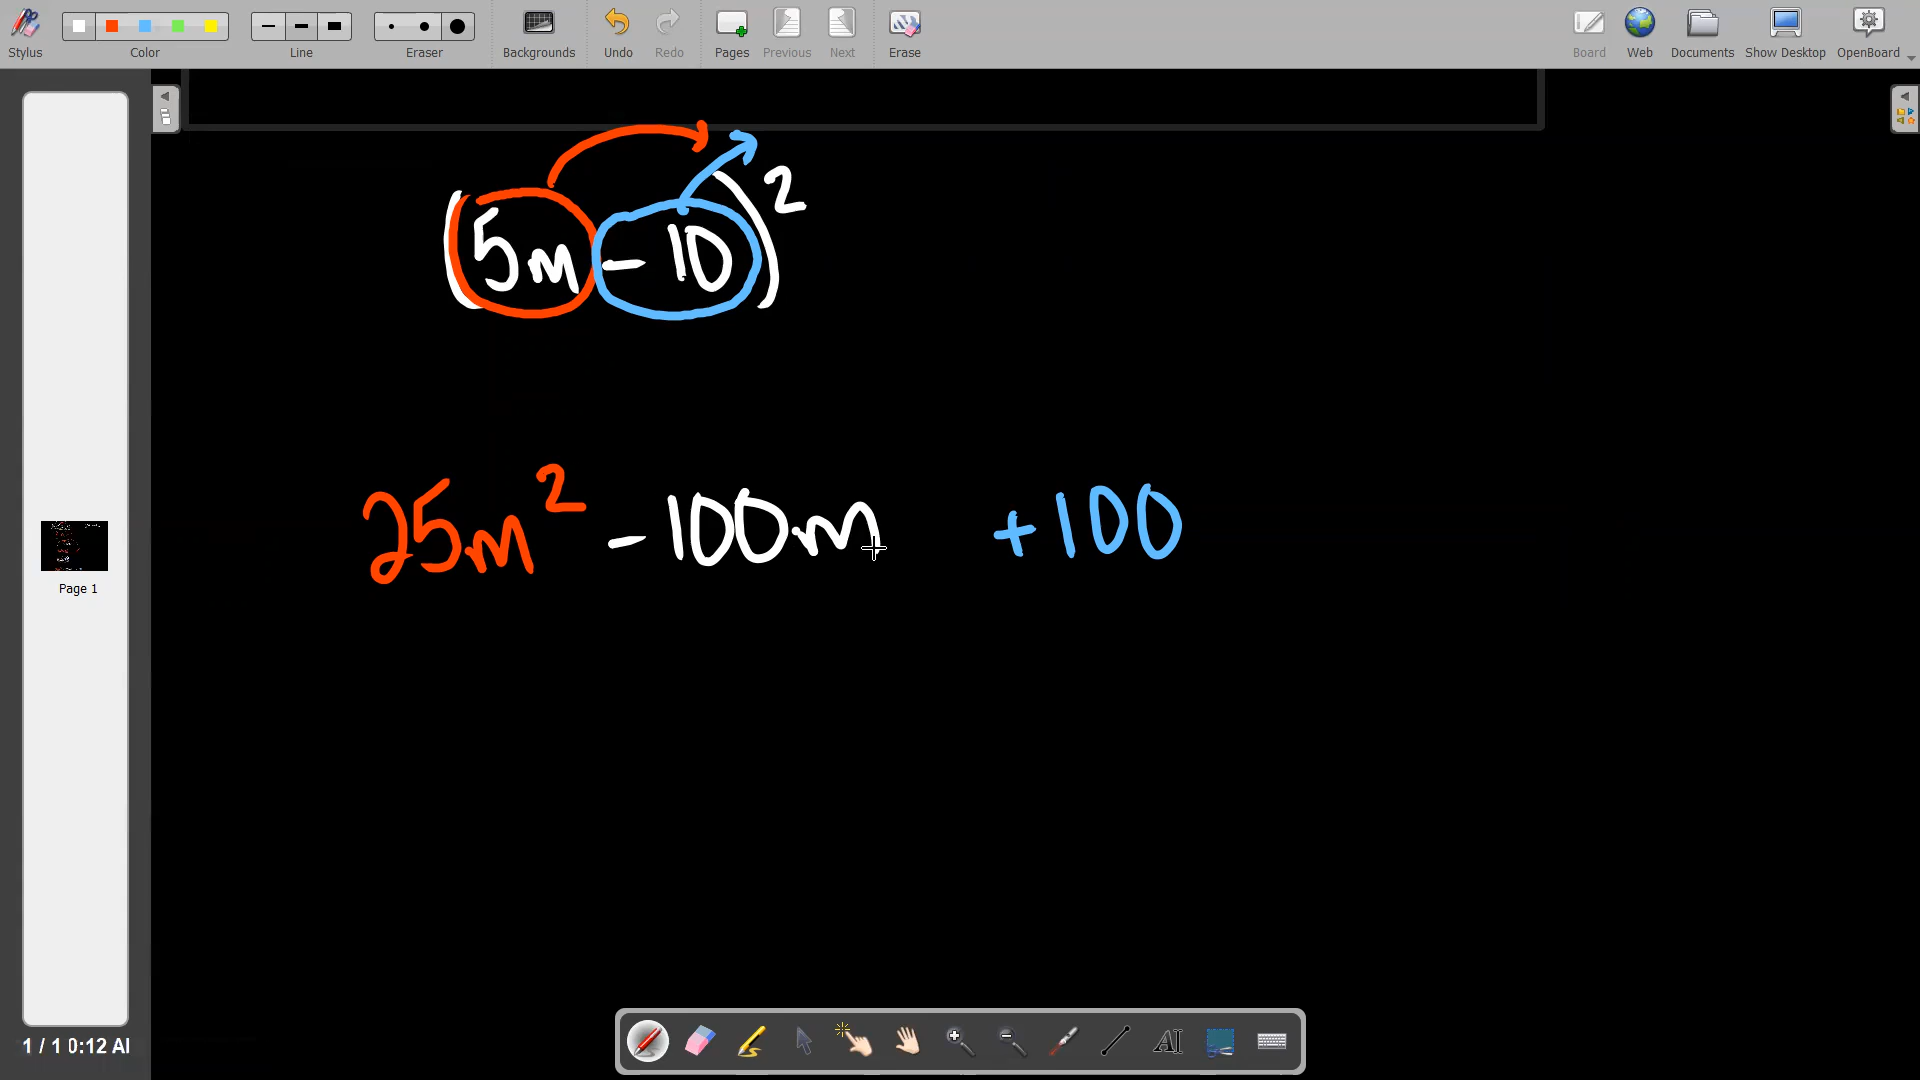 Stylus Color Line Eraser Backgrounds Undo Redo Pages Previous Next Erase Board Web Documents Show Desktop OpenBoard
(5m - 10)²
25m² - 100m + 100
Page 1
1 / 1 0:12 AI